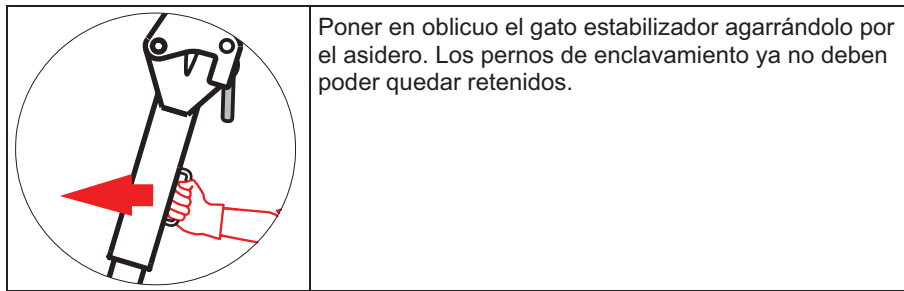 Poner en oblicuo el gato estabilizador agarrándolo por
el asidero. Los pernos de enclavamiento ya no deben
poder quedar retenidos.